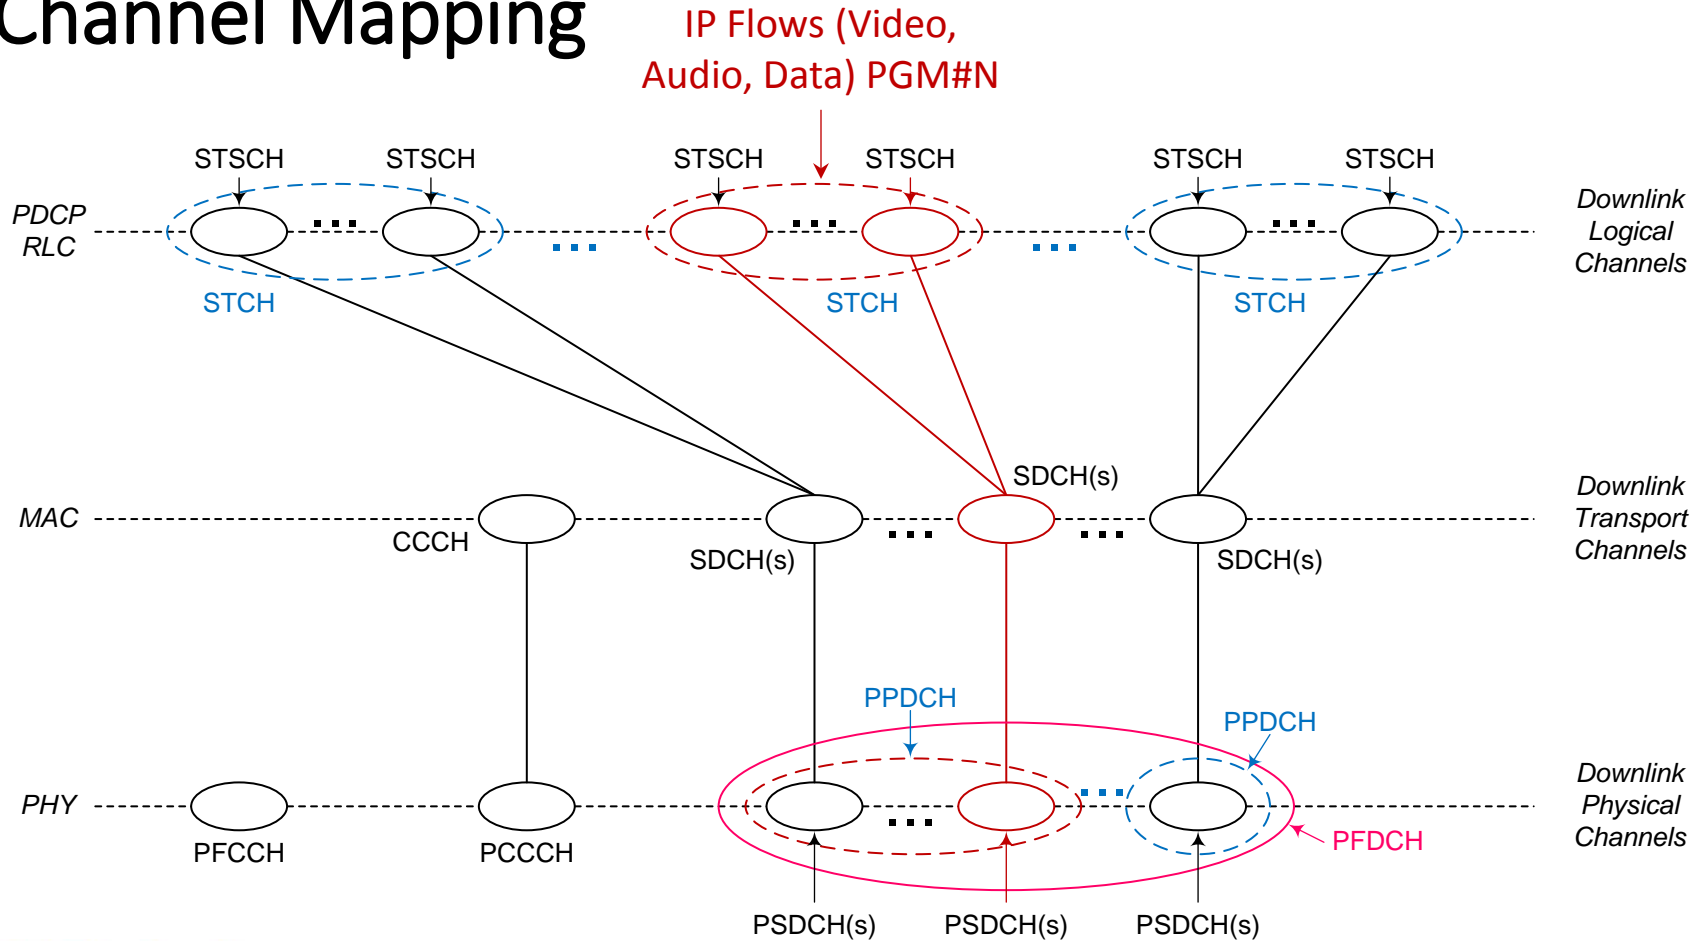 Channel Mapping
IP Flows (Video,
Audio, Data) PGM#N
STSCH
STSCH
STSCH
STSCH
STSCH
STSCH
PDCP
RLC
Downlink
Logical
Channels
STCH
STCH
STCH
SDCH(s)
MAC
CCCH
SDCH(s)
SDCH(s)
Downlink
Transport
Channels
PPDCH
PPDCH
PHY
PFCCH
PCCCH
PFDCH
Downlink
Physical
Channels
PSDCH(s)
PSDCH(s)
PSDCH(s)